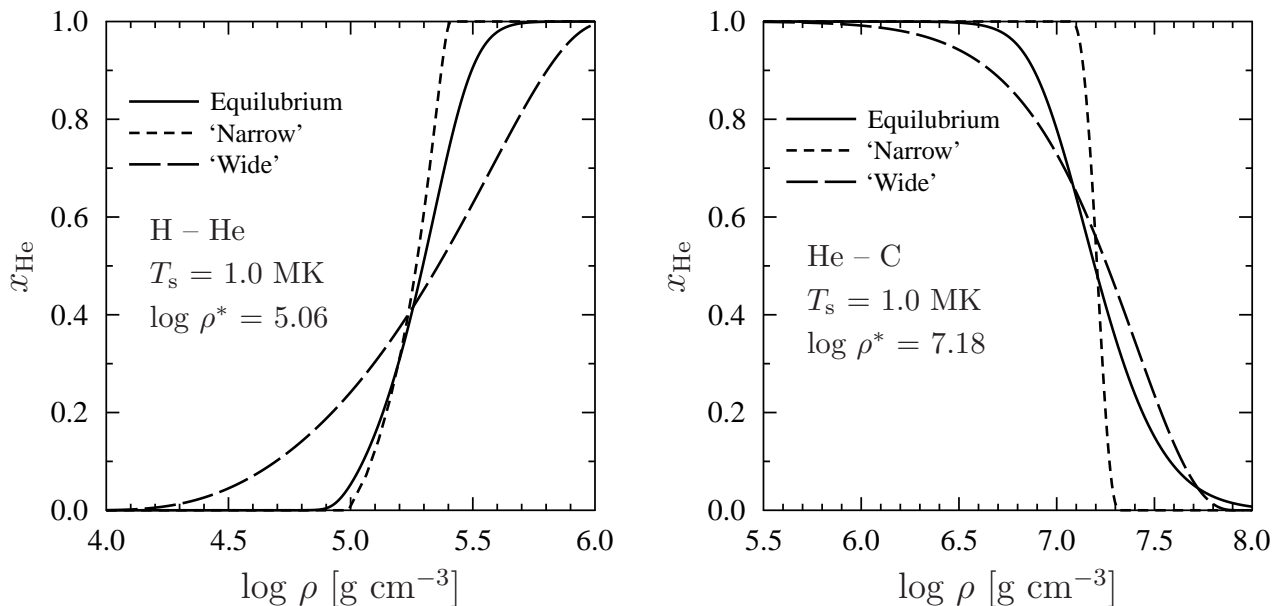 1.0
0.8
0.6
0.4
0.2
0.0
x_He
Equilubrium
‘Narrow’
‘Wide’
H – He
T_s = 1.0 MK
log ρ* = 5.06
4.0 4.5 5.0 5.5 6.0
log ρ [g cm⁻³]
1.0
0.8
0.6
0.4
0.2
0.0
x_He
Equilubrium
‘Narrow’
‘Wide’
He – C
T_s = 1.0 MK
log ρ* = 7.18
5.5 6.0 6.5 7.0 7.5 8.0
log ρ [g cm⁻³]